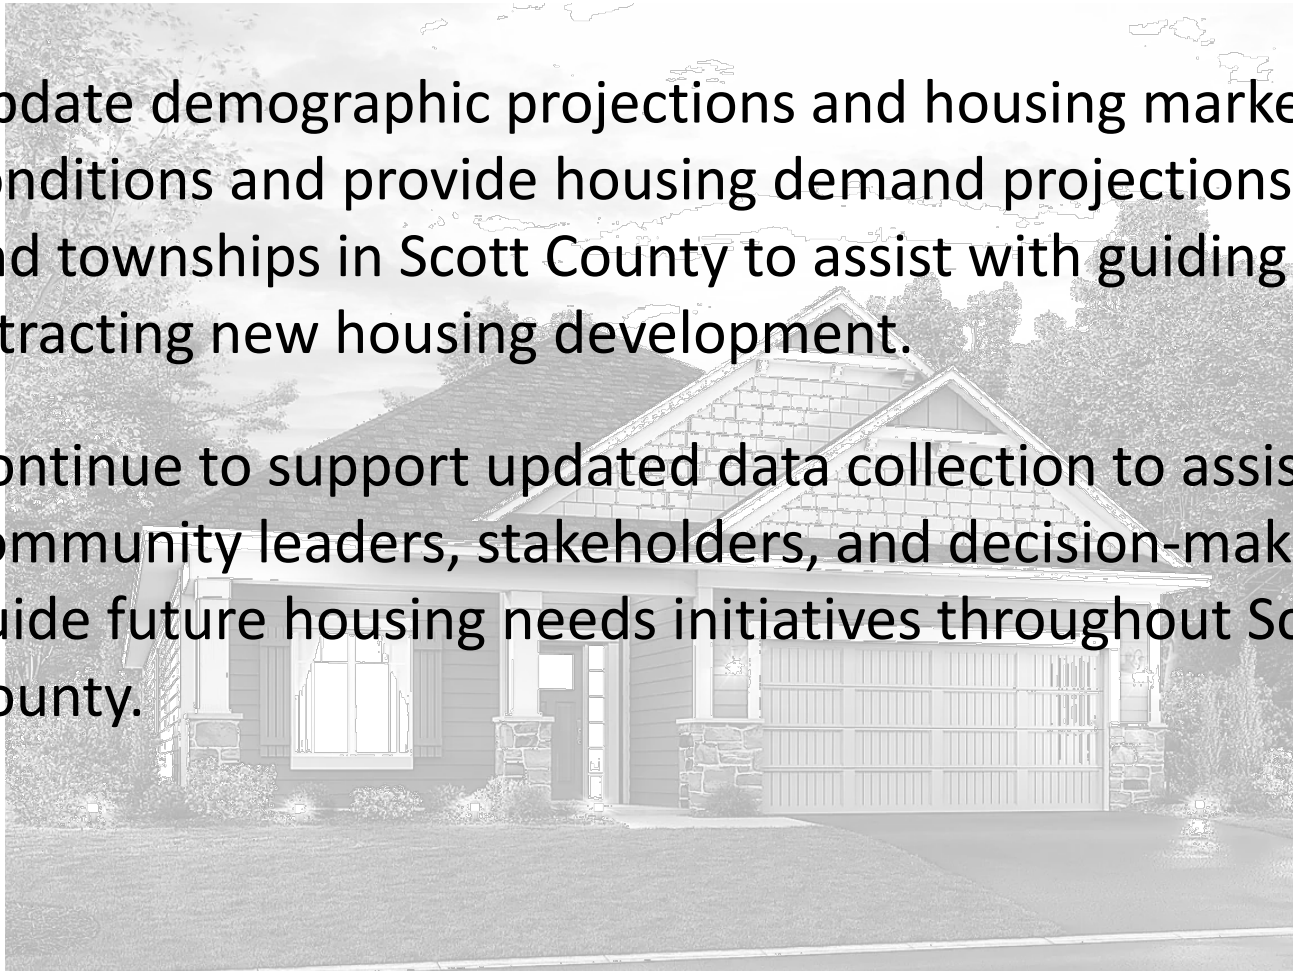 pdate demographic projections and housing marke
onditions and provide housing demand projections
nd townships in Scott County to assist with guiding
tracting new housing development.
ontinue to support updated data collection to assis
ommunity leaders, stakeholders, and decision-mak
uide future housing needs initiatives throughout Sc
ounty.